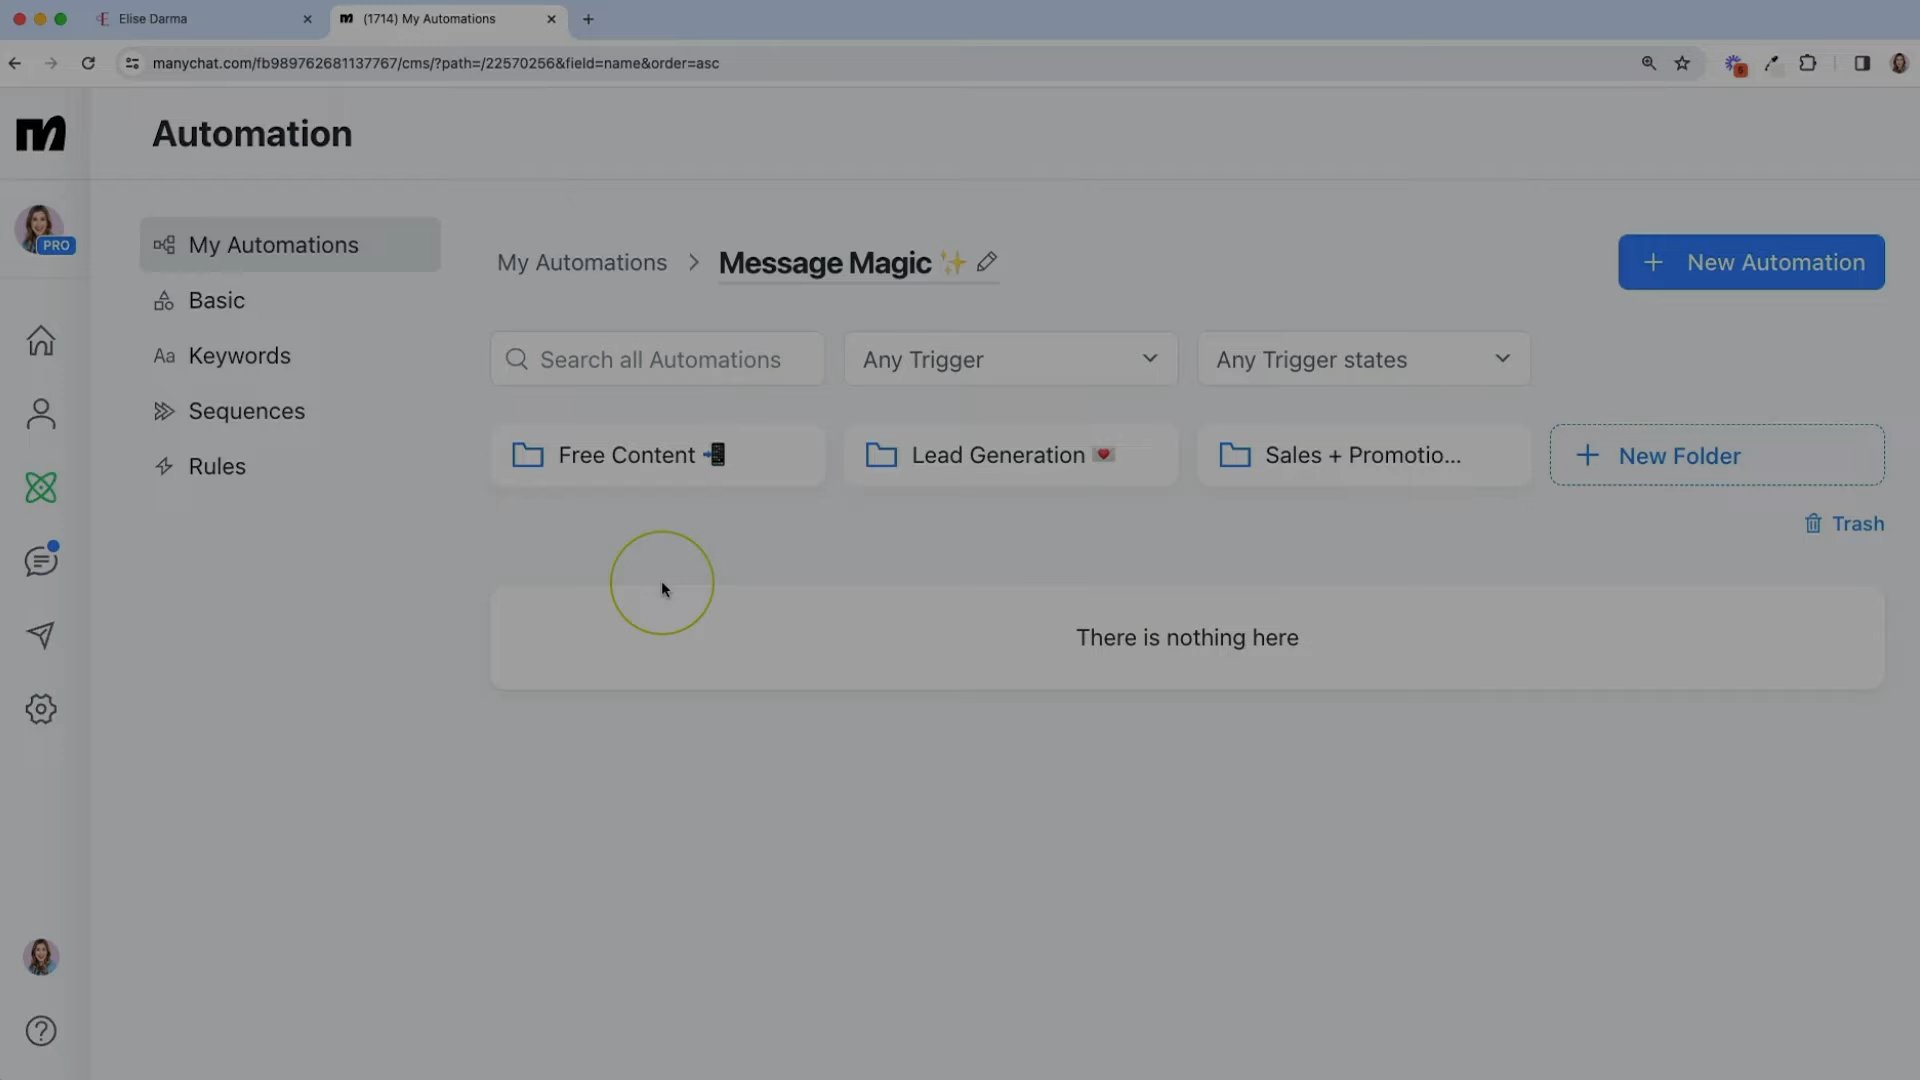 Elise Darma
(1714) My Automations
manychat.com/fb989762681137767/cms/?path=/22570256&field=name&order=asc
6
Automation
PRO
My Automations
Basic
Aa Keywords
Sequences
Rules
My Automations > Message Magic ✨
+ New Automation
Search all Automations
Any Trigger
Any Trigger states
Free Content 📲
Lead Generation 💌
Sales + Promotio...
+ New Folder
Trash
There is nothing here